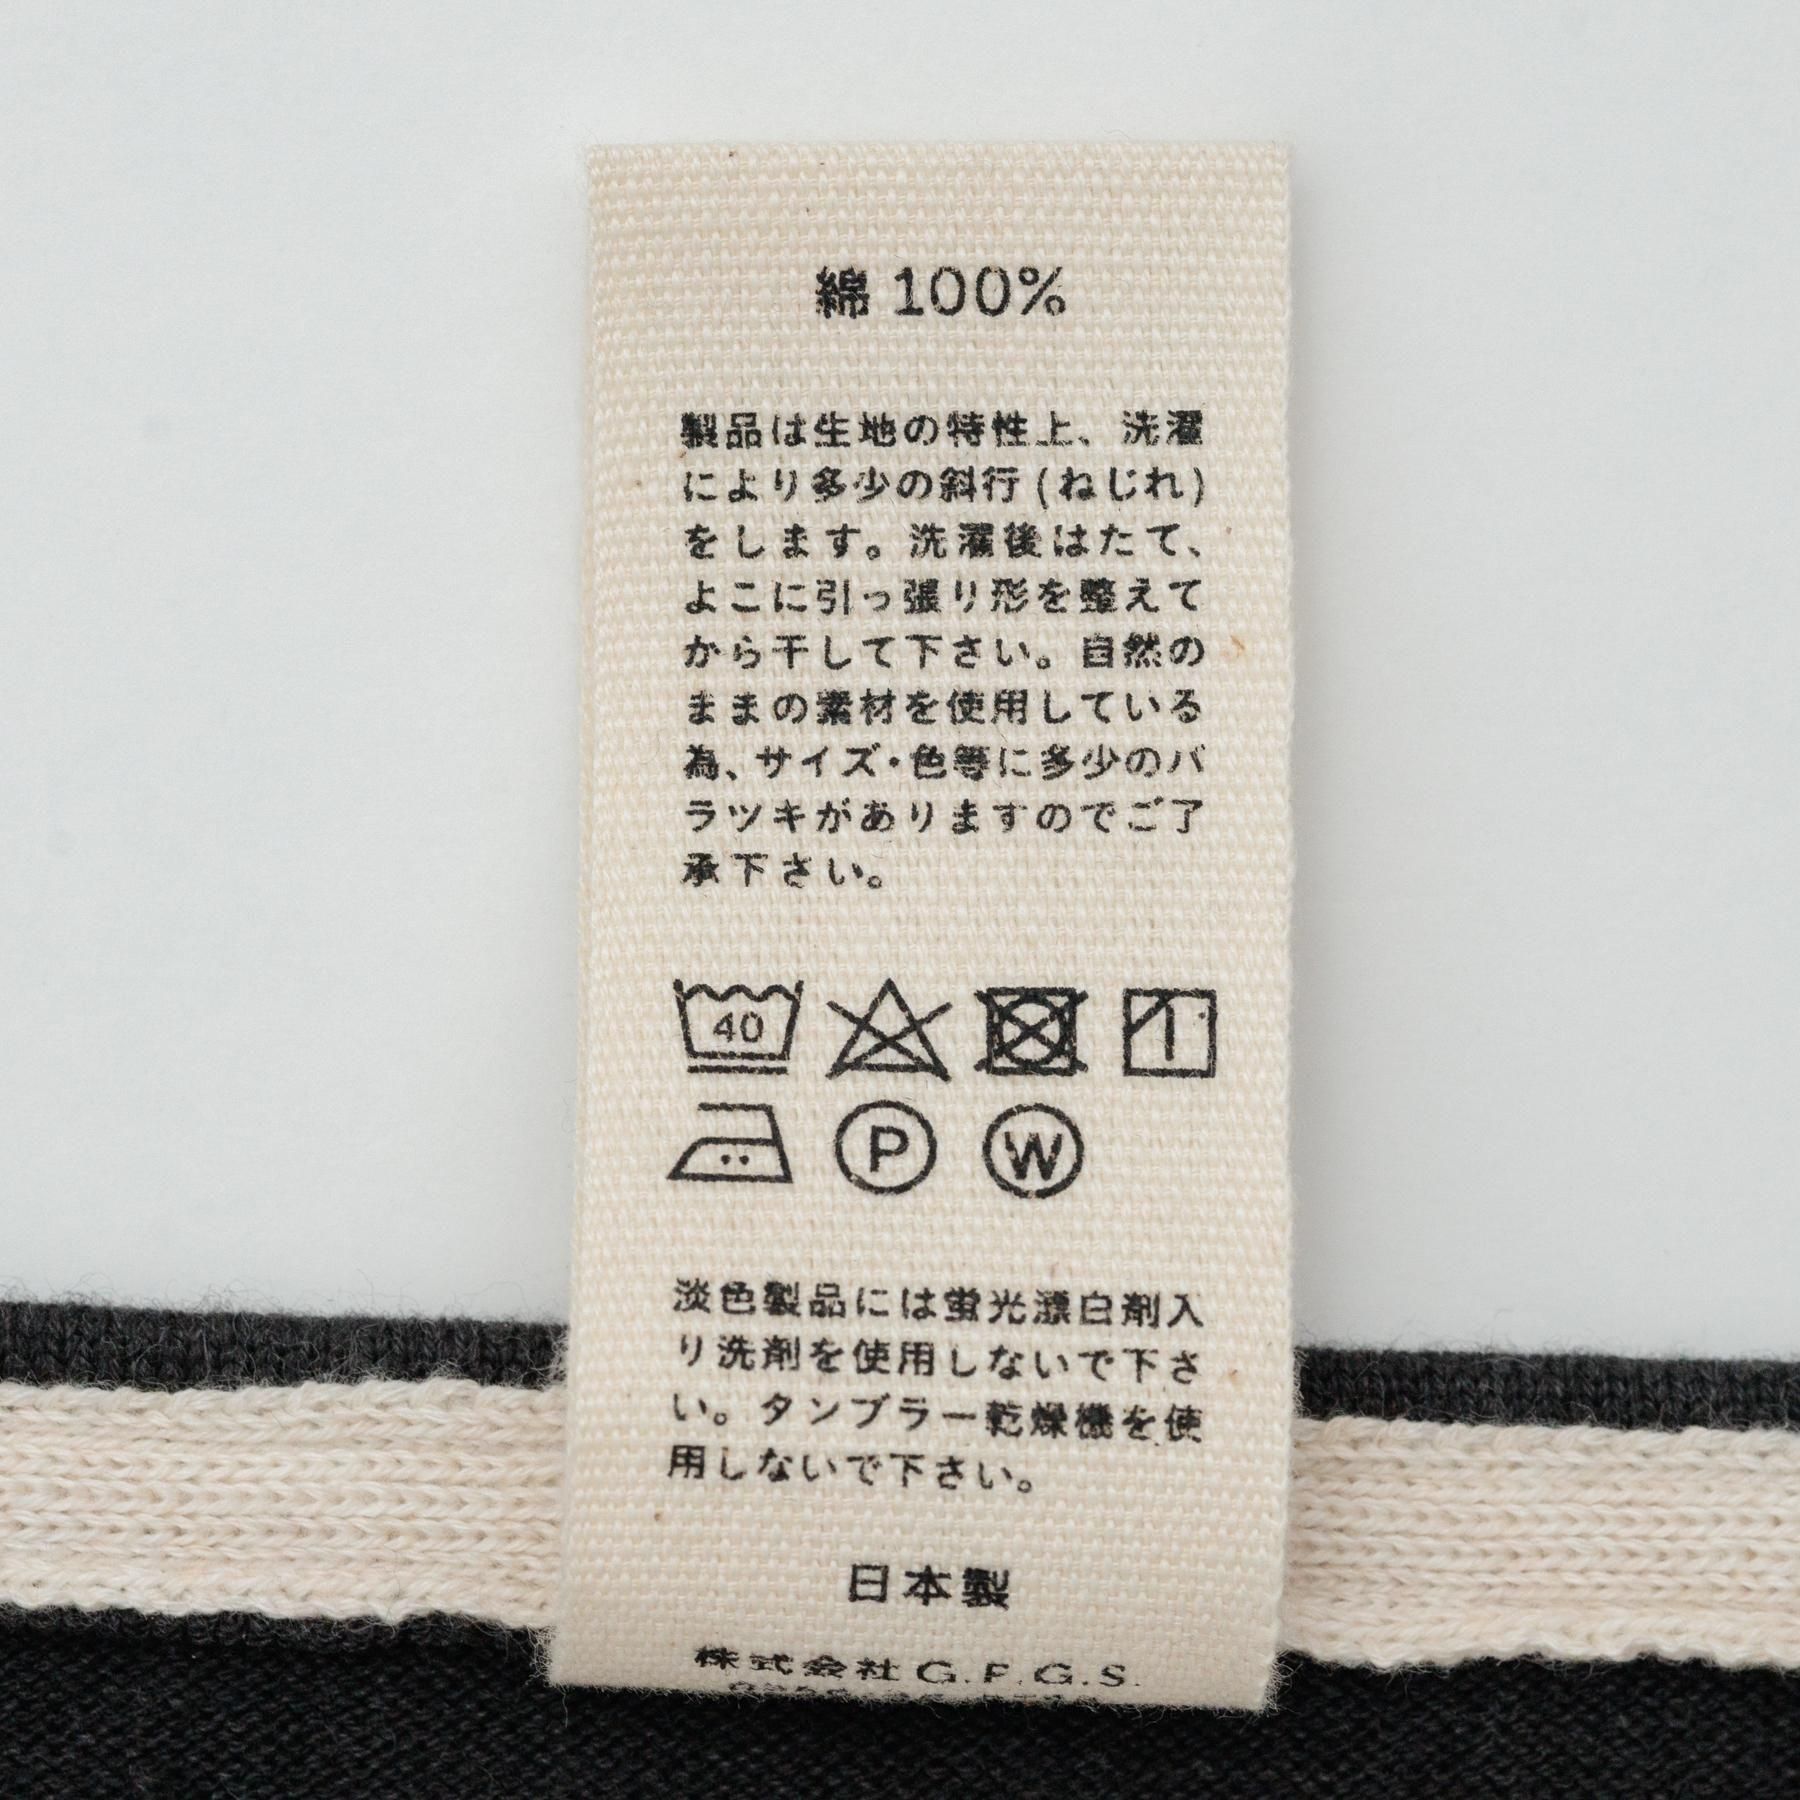 綿 100%
製品は生地の特性上、洗濯
により多少の斜行(ねじれ)
をします。洗濯後はたて、
よこに引っ張り形を整えて
から干して下さい。自然の
ままの素材を使用している
為、サイズ・色等に多少のバ
ラツキがありますのでご了
承下さい。
40
P W
淡色製品には蛍光漂白剤入
り洗剤を使用しないで下さ
い。タンブラー乾燥機を使
用しないで下さい。
日本製
株式会社 G.F.G.S.